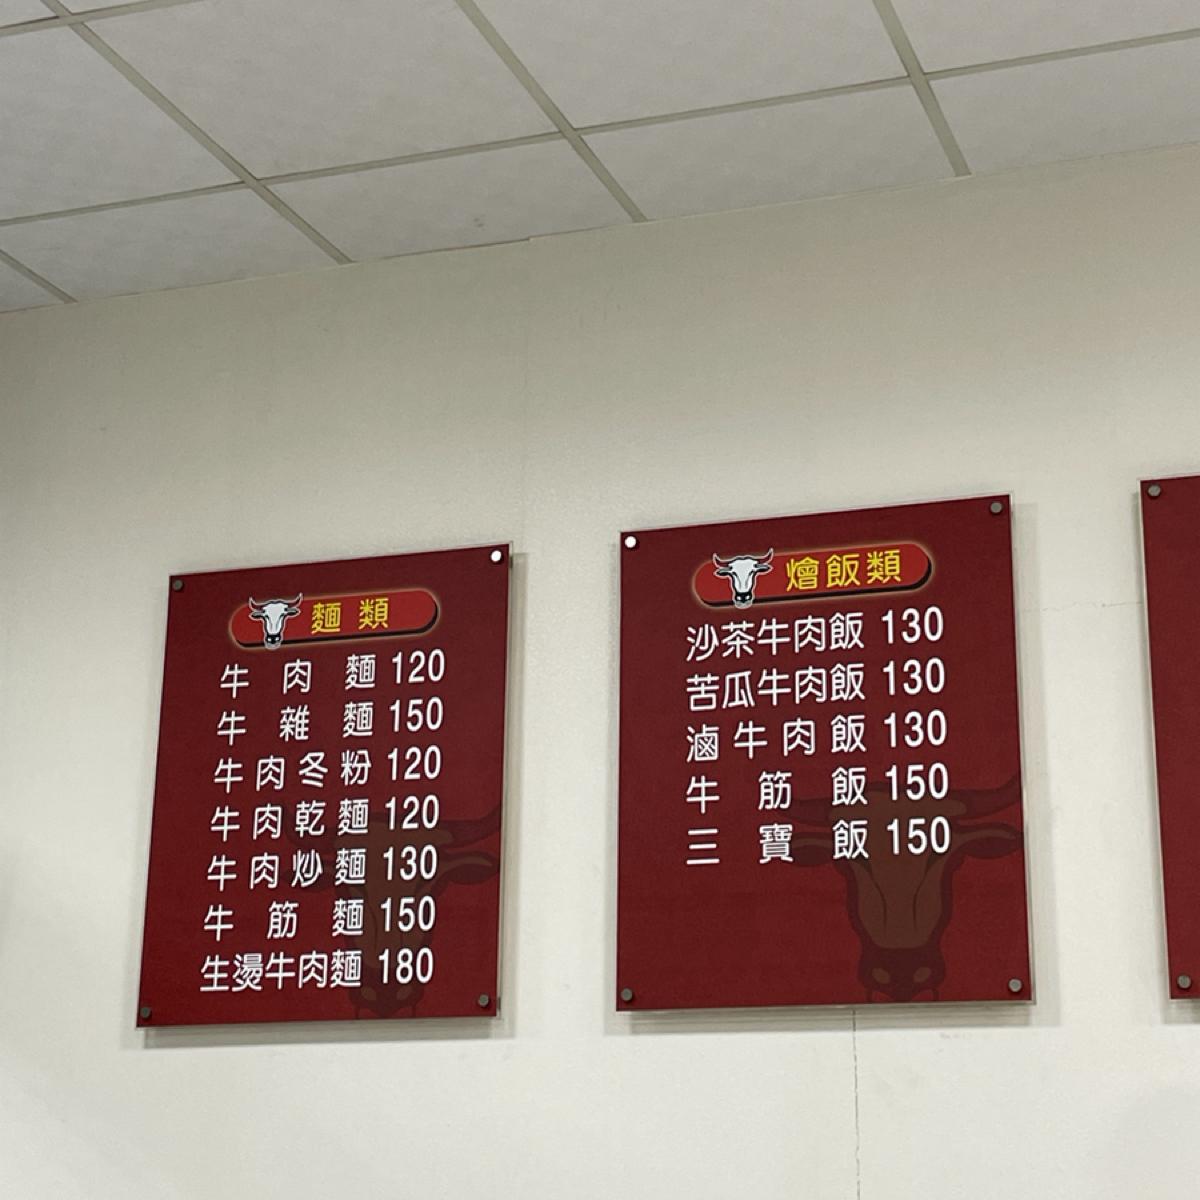 麵類
牛肉麵 120
牛雜麵 150
牛肉冬粉 120
牛肉乾麵 120
牛肉炒麵 130
牛筋麵 150
生燙牛肉麵 180
燴飯類
沙茶牛肉飯 130
苦瓜牛肉飯 130
滷牛肉飯 130
牛筋飯 150
三寶飯 150